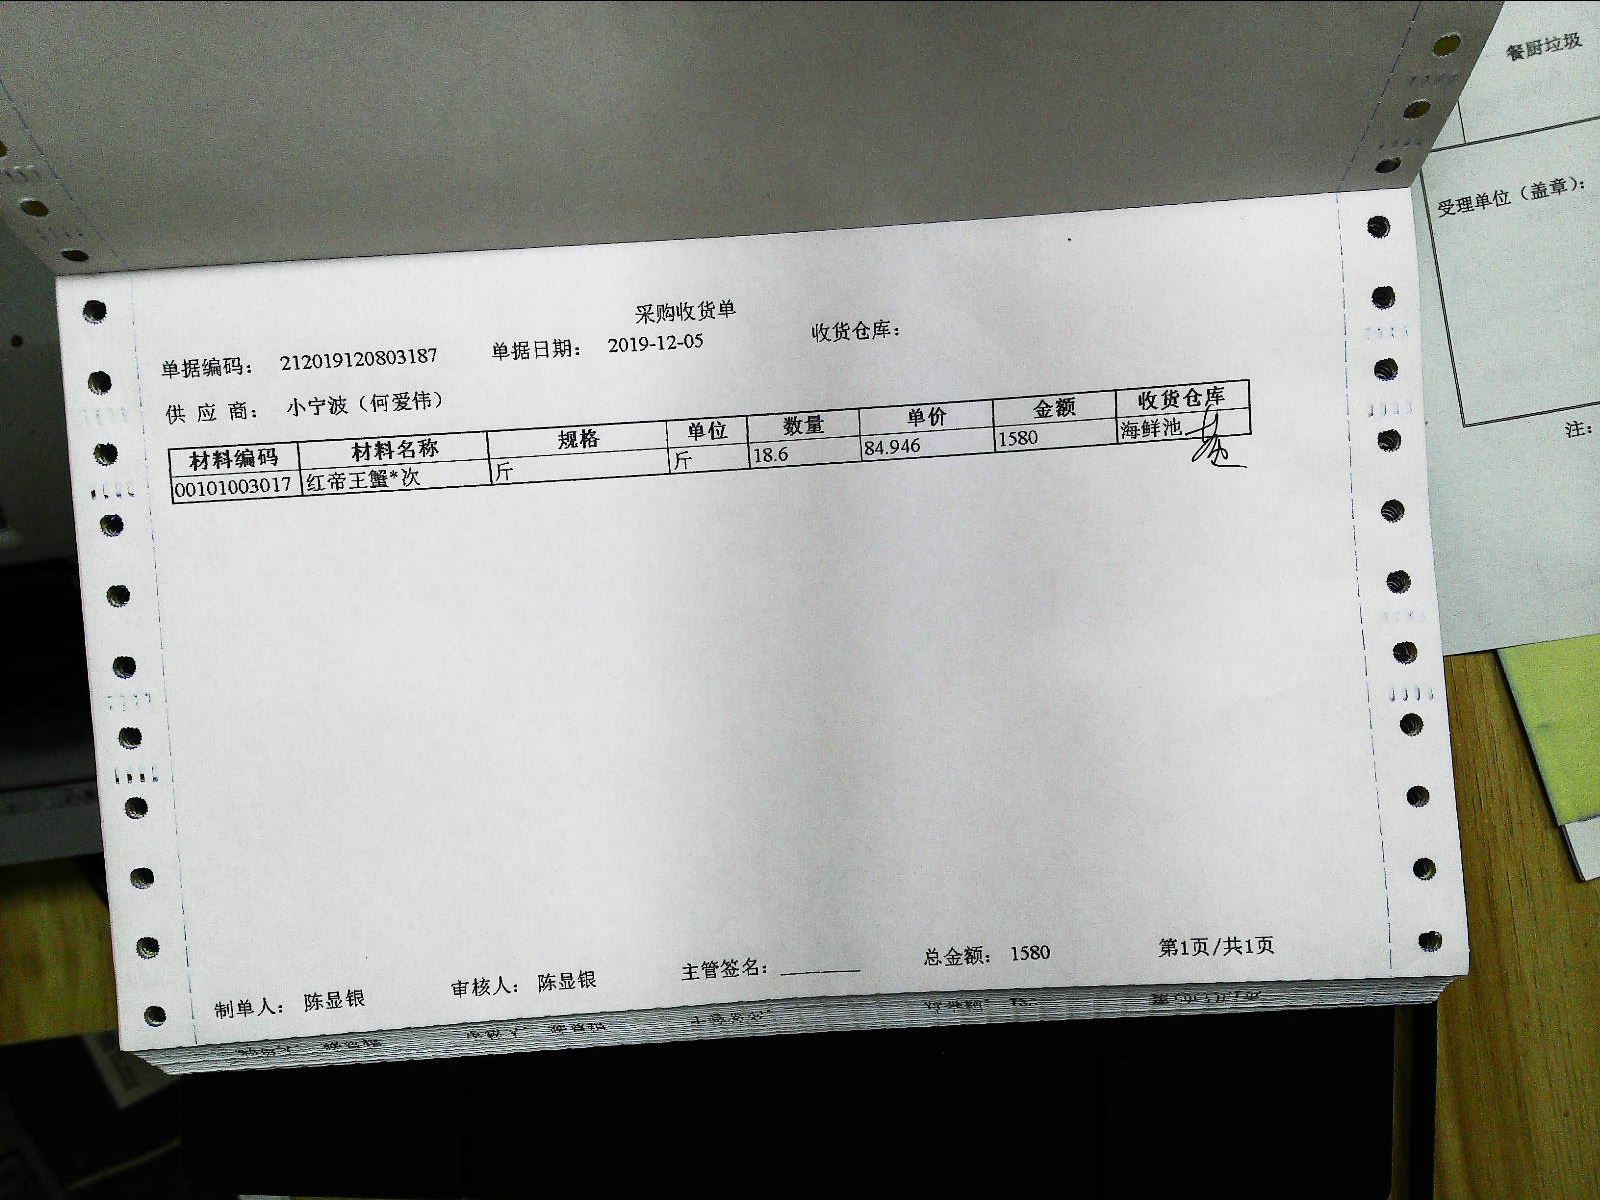 餐厨垃圾
受理单位（盖章）：
注：
采购收货单
单据编码： 212019120803187 单据日期： 2019-12-05 收货仓库：
供 应 商： 小宁波（何爱伟）
材料编码 材料名称 规格 单位 数量 单价 金额 收货仓库
00101003017 红帝王蟹*次 斤 斤 18.6 84.946 1580 海鲜池
制单人： 陈显银 审核人： 陈显银 主管签名：________ 总金额： 1580 第1页/共1页